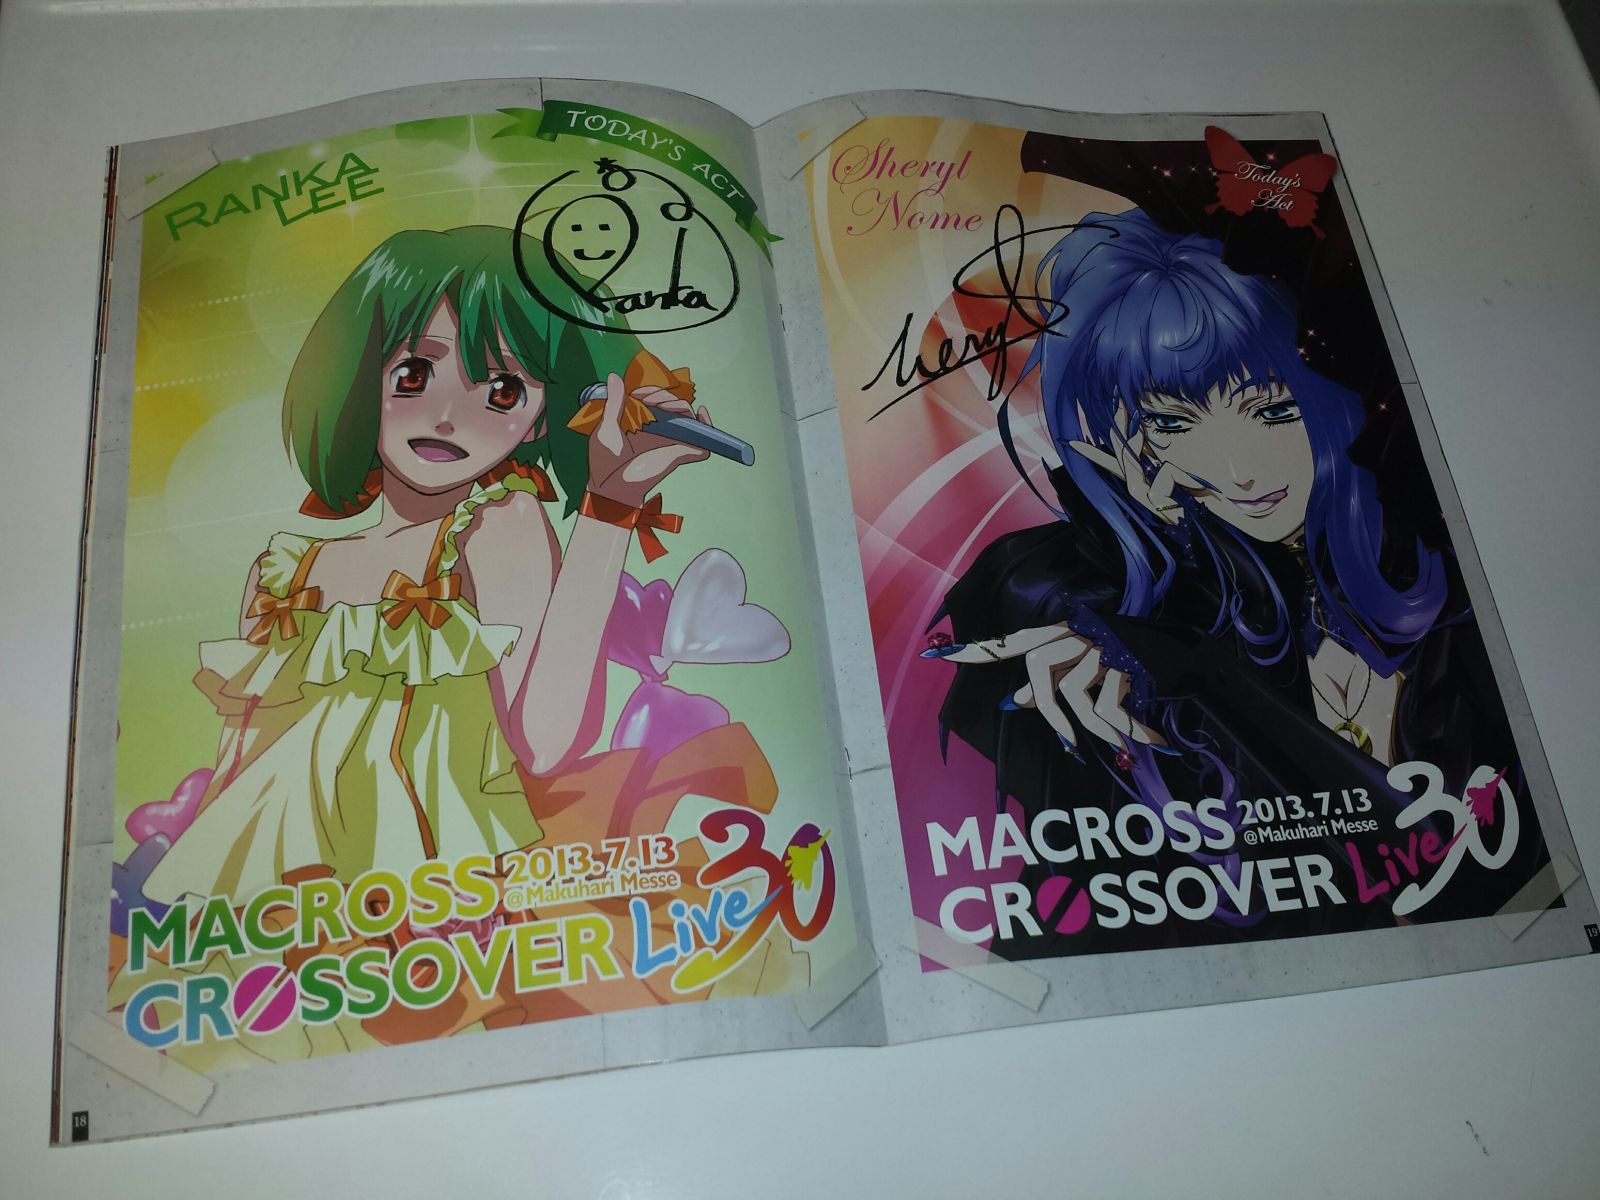 TODAY'S ACT
RANKA
LEE
Ranka
MACROSS 2013.7.13
@Makuhari Messe
CROSSOVER Live 30
18
Sheryl
Nome
Today's
Act
Sheryl
MACROSS 2013.7.13
@Makuhari Messe
CROSSOVER Live 30
19